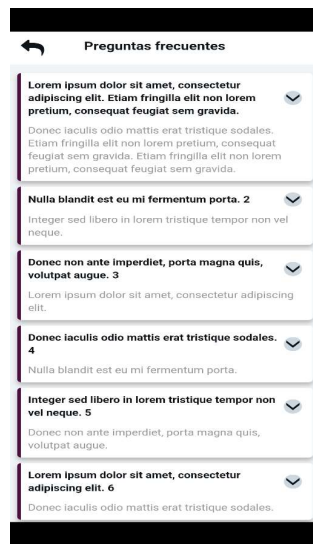 Preguntas frecuentes
Lorem ipsum dolor sit amet, consectetur
adipiscing elit. Etiam fringilla elit non lorem
pretium, consequat feugiat sem gravida.
Donec iaculis odio mattis erat tristique sodales.
Etiam fringilla elit non lorem pretium, consequat
feugiat sem gravida. Etiam fringilla elit non lorem
pretium, consequat feugiat sem gravida.
Nulla blandit est eu mi fermentum porta. 2
Integer sed libero in lorem tristique tempor non vel
neque.
Donec non ante imperdiet, porta magna quis,
volutpat augue. 3
Lorem ipsum dolor sit amet, consectetur adipiscing
elit.
Donec iaculis odio mattis erat tristique sodales.
4
Nulla blandit est eu mi fermentum porta.
Integer sed libero in lorem tristique tempor non
vel neque. 5
Donec non ante imperdiet, porta magna quis,
volutpat augue.
Lorem ipsum dolor sit amet, consectetur
adipiscing elit. 6
Donec iaculis odio mattis erat tristique sodales.